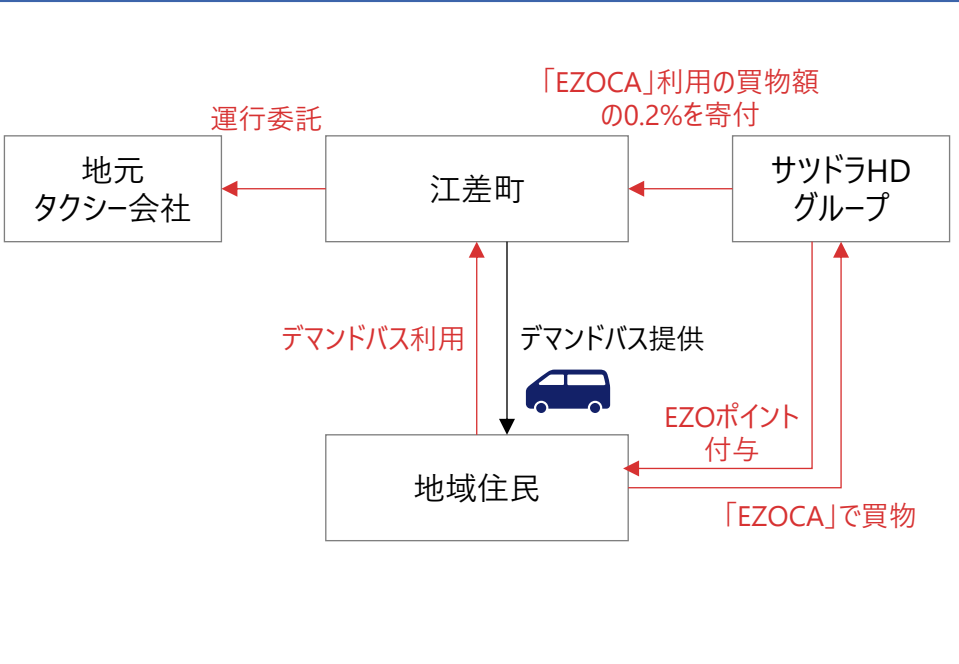 「EZOCA」利用の買物額
の0.2%を寄付
運行委託
地元
タクシー会社
江差町
サツドラHD
グループ
デマンドバス利用
デマンドバス提供
EZOポイント
付与
地域住民
「EZOCA」で買物